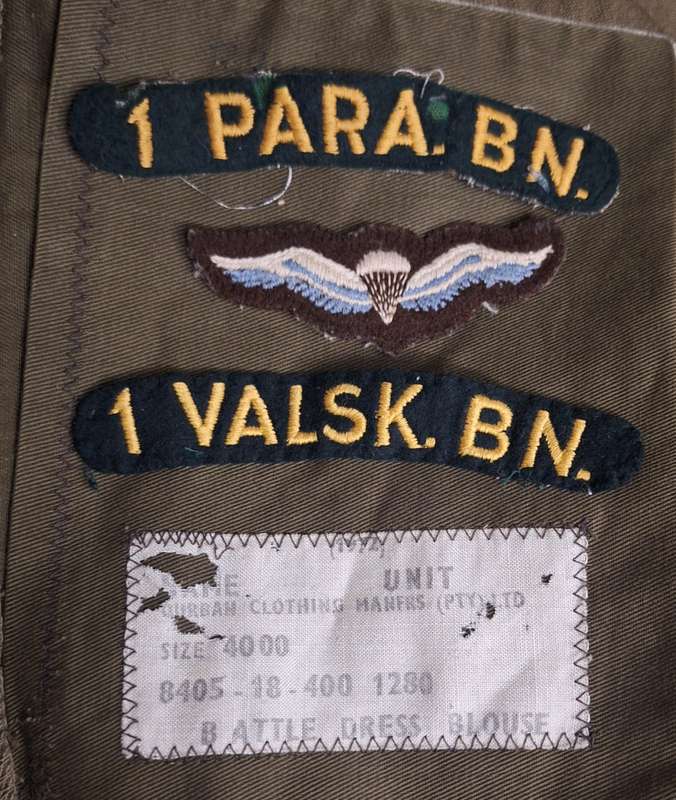 1 PARA. BN.
1 VALSK. BN.
(1972)
NAME UNIT
DURBAN CLOTHING MANFRS (PTY) LTD
SIZE 4000
8405-18-400 1280
BATTLE DRESS BLOUSE